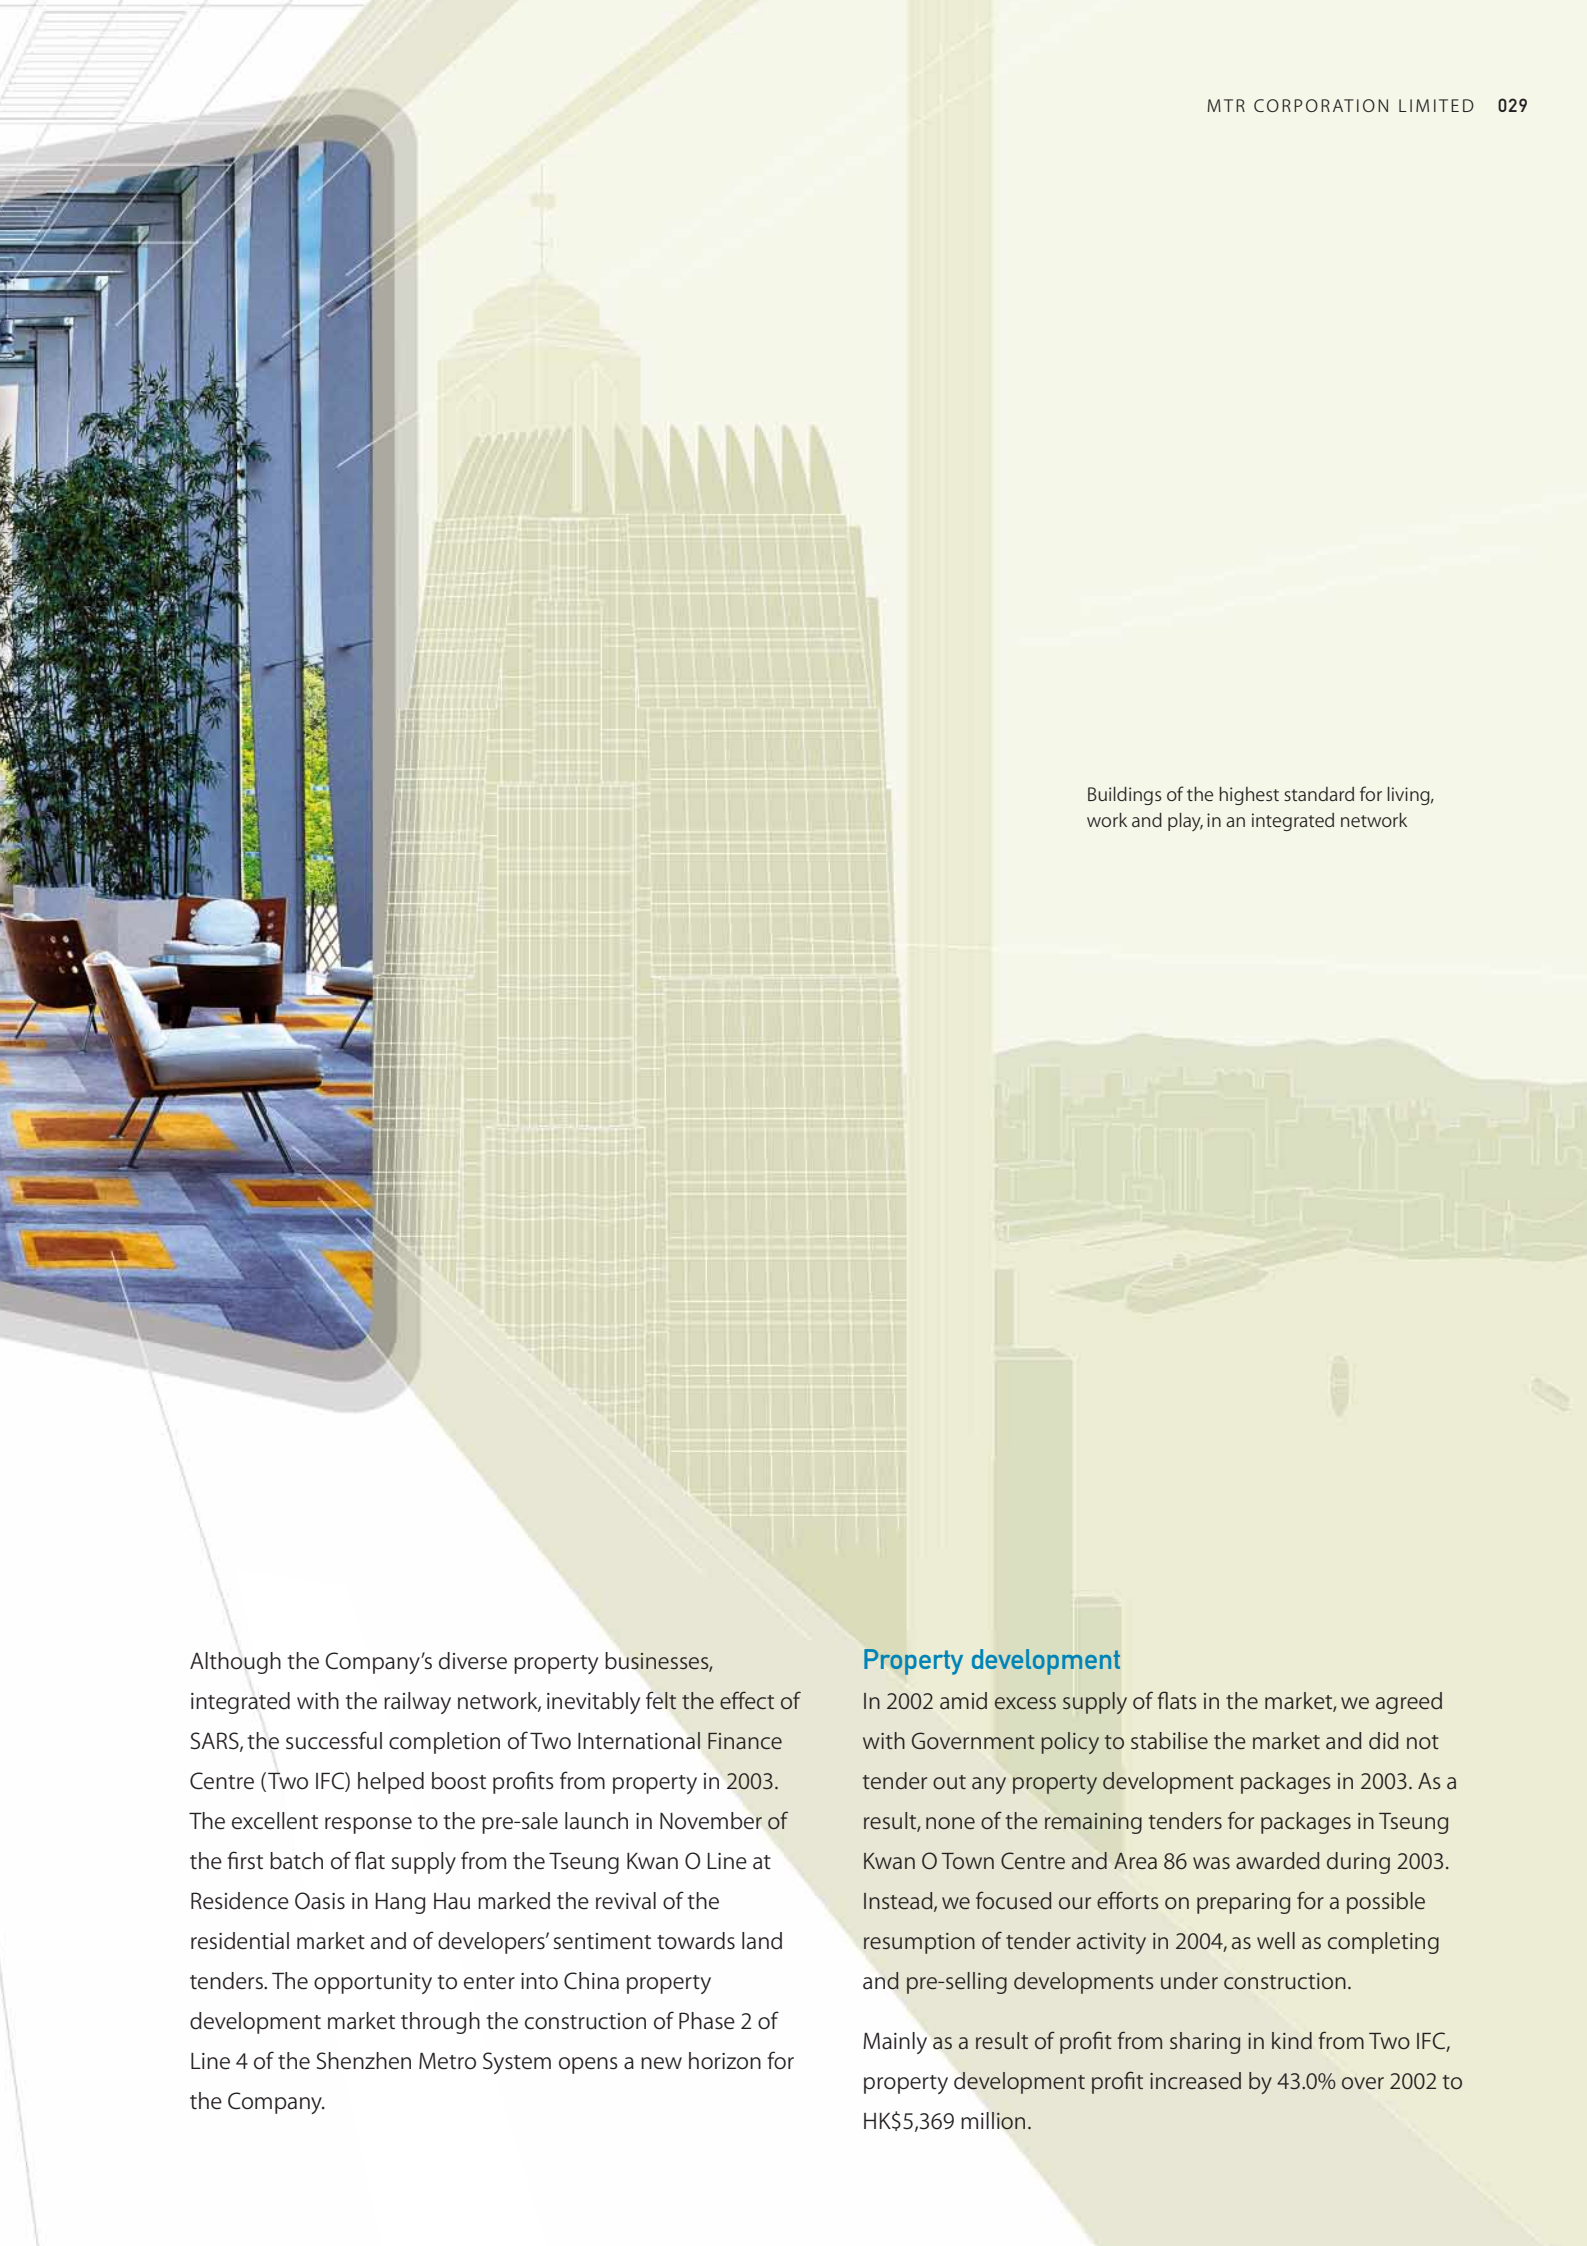 MTR CORPORATION LIMITED 029
Buildings of the highest standard for living,
work and play, in an integrated network
Although the Company’s diverse property businesses,
integrated with the railway network, inevitably felt the effect of
SARS, the successful completion of Two International Finance
Centre (Two IFC) helped boost profits from property in 2003.
The excellent response to the pre-sale launch in November of
the first batch of flat supply from the Tseung Kwan O Line at
Residence Oasis in Hang Hau marked the revival of the
residential market and of developers’ sentiment towards land
tenders. The opportunity to enter into China property
development market through the construction of Phase 2 of
Line 4 of the Shenzhen Metro System opens a new horizon for
the Company.
Property development
In 2002 amid excess supply of flats in the market, we agreed
with Government policy to stabilise the market and did not
tender out any property development packages in 2003. As a
result, none of the remaining tenders for packages in Tseung
Kwan O Town Centre and Area 86 was awarded during 2003.
Instead, we focused our efforts on preparing for a possible
resumption of tender activity in 2004, as well as completing
and pre-selling developments under construction.
Mainly as a result of profit from sharing in kind from Two IFC,
property development profit increased by 43.0% over 2002 to
HK$5,369 million.